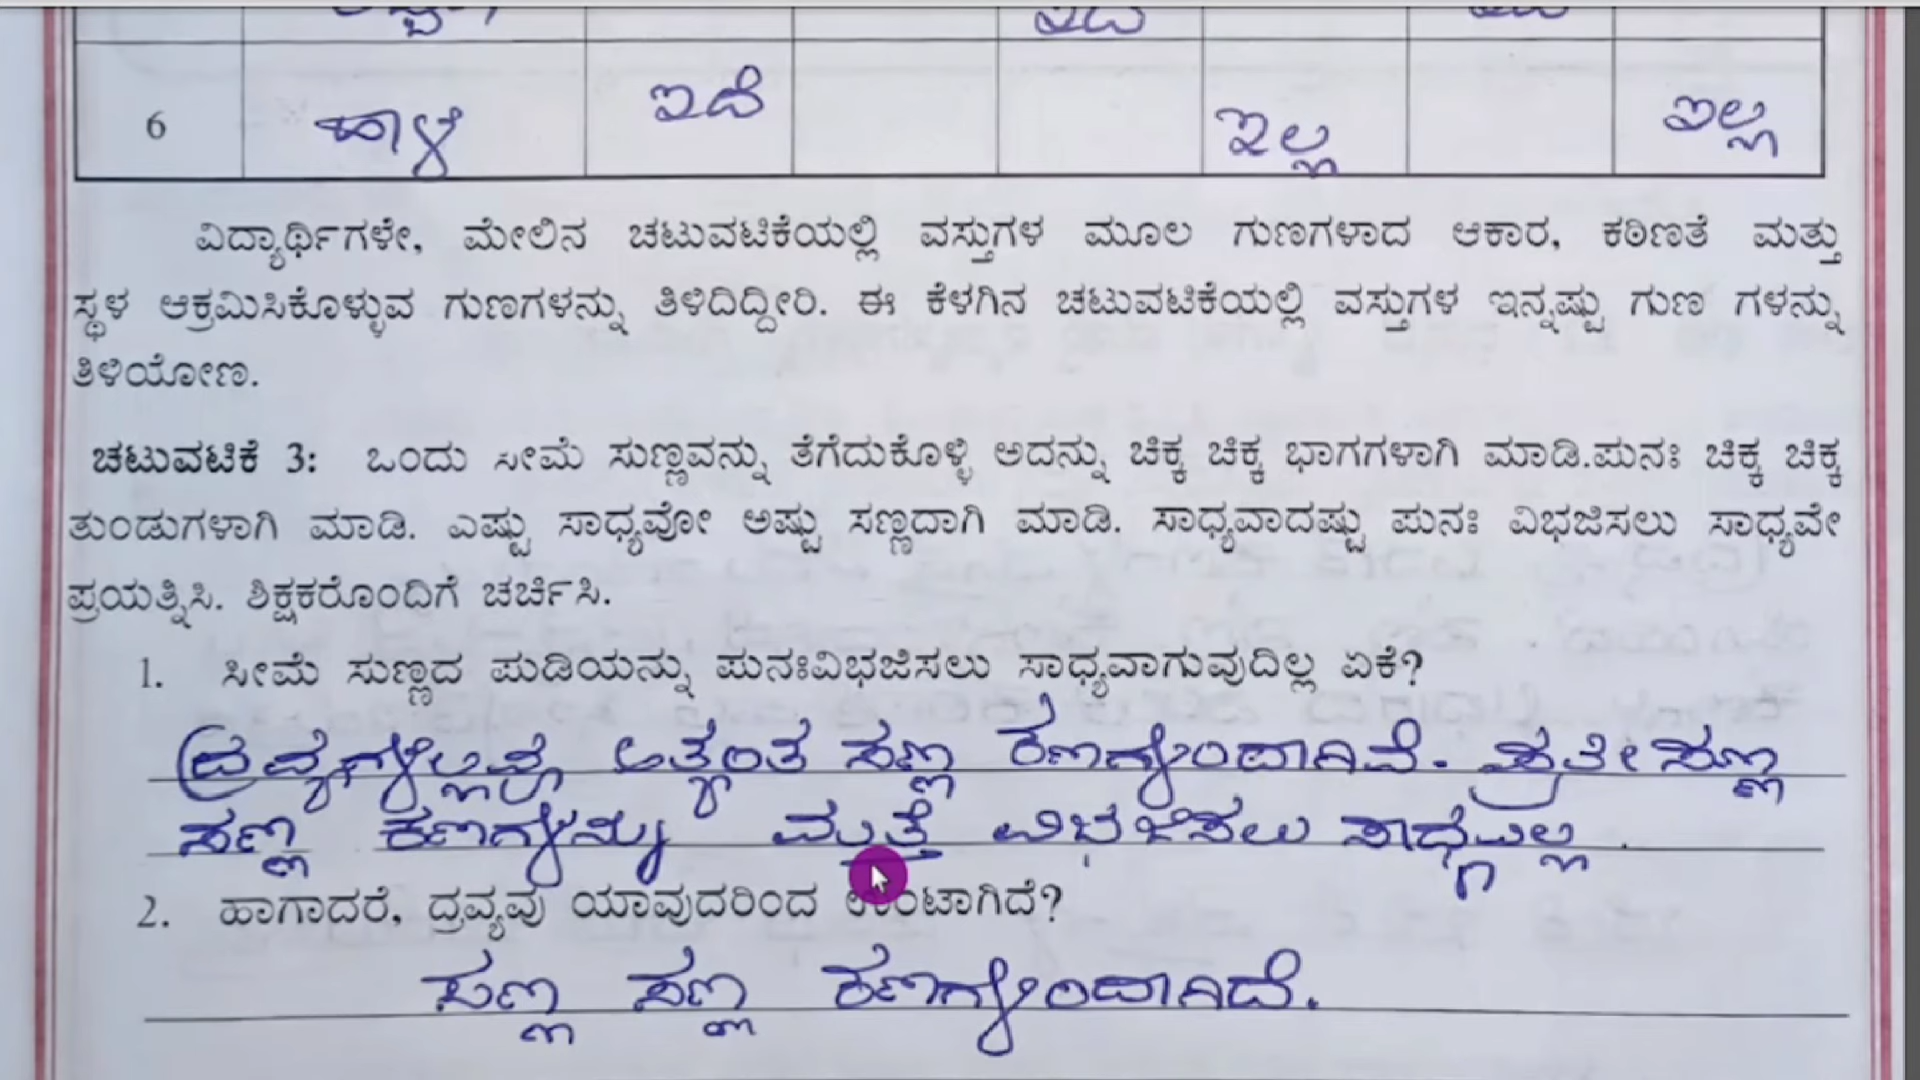 6 ಹಾಳೆ ಇದೆ ಇಲ್ಲ ಇಲ್ಲ
ವಿದ್ಯಾರ್ಥಿಗಳೇ, ಮೇಲಿನ ಚಟುವಟಿಕೆಯಲ್ಲಿ ವಸ್ತುಗಳ ಮೂಲ ಗುಣಗಳಾದ ಆಕಾರ, ಕಠಿಣತೆ ಮತ್ತು
ಸ್ಥಳ ಆಕ್ರಮಿಸಿಕೊಳ್ಳುವ ಗುಣಗಳನ್ನು ತಿಳಿದಿದ್ದೀರಿ. ಈ ಕೆಳಗಿನ ಚಟುವಟಿಕೆಯಲ್ಲಿ ವಸ್ತುಗಳ ಇನ್ನಷ್ಟು ಗುಣ ಗಳನ್ನು
ತಿಳಿಯೋಣ.
ಚಟುವಟಿಕೆ 3: ಒಂದು ಸೀಮೆ ಸುಣ್ಣವನ್ನು ತೆಗೆದುಕೊಳ್ಳಿ ಅದನ್ನು ಚಿಕ್ಕ ಚಿಕ್ಕ ಭಾಗಗಳಾಗಿ ಮಾಡಿ.ಪುನಃ ಚಿಕ್ಕ ಚಿಕ್ಕ
ತುಂಡುಗಳಾಗಿ ಮಾಡಿ. ಎಷ್ಟು ಸಾಧ್ಯವೋ ಅಷ್ಟು ಸಣ್ಣದಾಗಿ ಮಾಡಿ. ಸಾಧ್ಯವಾದಷ್ಟು ಪುನಃ ವಿಭಜಿಸಲು ಸಾಧ್ಯವೇ
ಪ್ರಯತ್ನಿಸಿ. ಶಿಕ್ಷಕರೊಂದಿಗೆ ಚರ್ಚಿಸಿ.
1. ಸೀಮೆ ಸುಣ್ಣದ ಪುಡಿಯನ್ನು ಪುನಃವಿಭಜಿಸಲು ಸಾಧ್ಯವಾಗುವುದಿಲ್ಲ ಏಕೆ?
ದ್ರವ್ಯಗಳೆಲ್ಲವೂ ಅತ್ಯಂತ ಸಣ್ಣ ಕಣಗಳಿಂದಾಗಿವೆ. ಪ್ರತೀ ಸಣ್ಣ
ಸಣ್ಣ ಕಣಗಳನ್ನು ಮತ್ತೆ ವಿಭಜಿಸಲು ಸಾಧ್ಯವಿಲ್ಲ.
2. ಹಾಗಾದರೆ, ದ್ರವ್ಯವು ಯಾವುದರಿಂದ ಉಂಟಾಗಿದೆ?
ಸಣ್ಣ ಸಣ್ಣ ಕಣಗಳಿಂದಾಗಿದೆ.